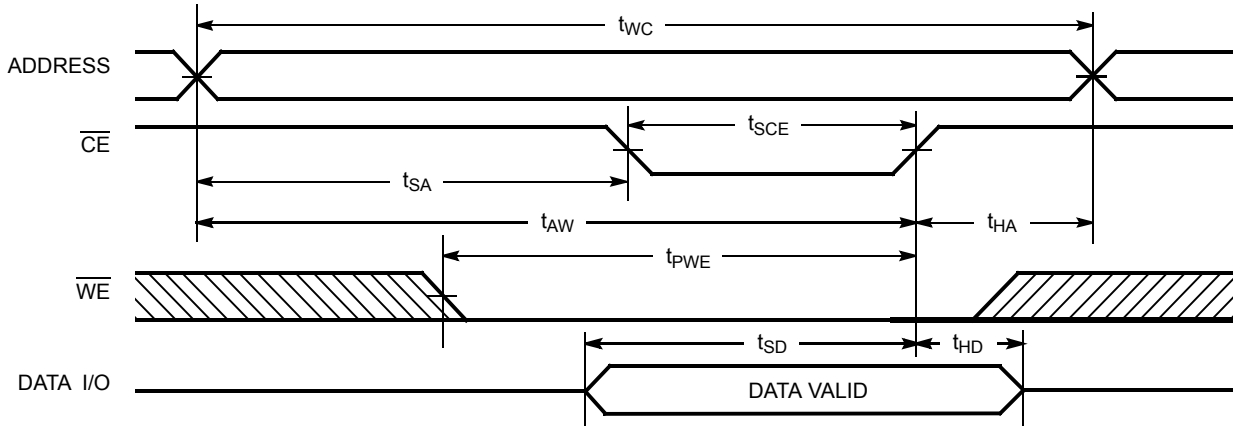 tWC
ADDRESS
CE
tSCE
tSA
tAW
tHA
tPWE
WE
tSD
tHD
DATA I/O
DATA VALID